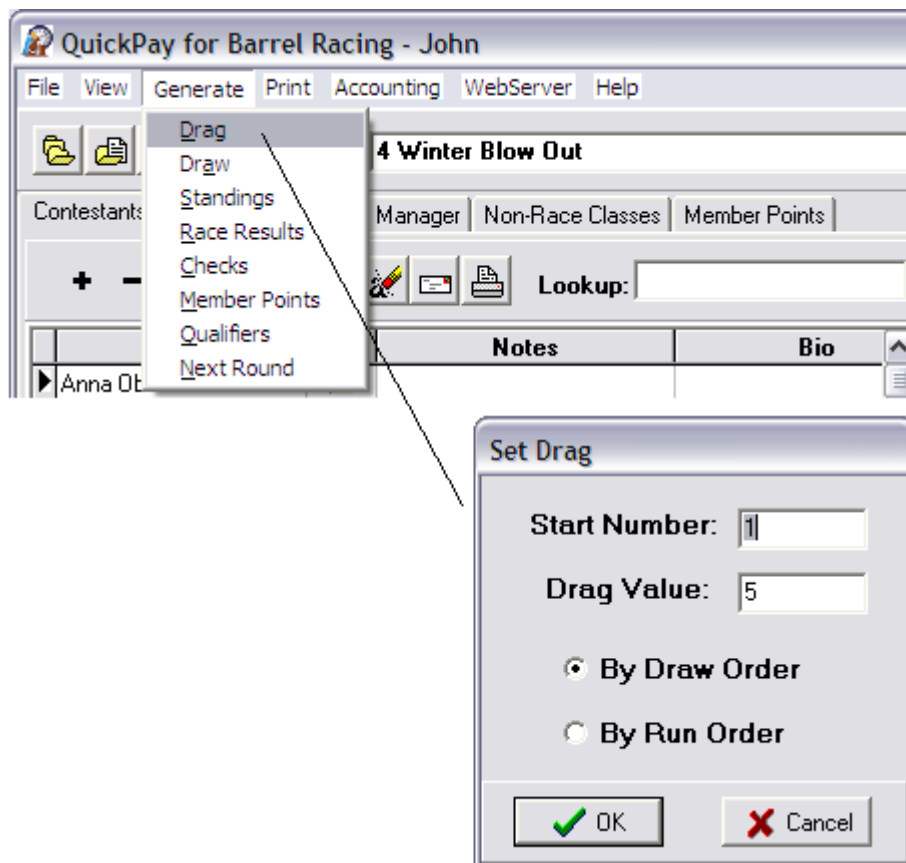 QuickPay for Barrel Racing - John
File View Generate Print Accounting WebServer Help
Drag
4 Winter Blow Out
Draw
Standings
Contestants
Manager Non-Race Classes Member Points
Race Results
Checks
Lookup:
Member Points
Qualifiers
Notes Bio
Next Round
Anna
Set Drag
Start Number: 1
Drag Value: 5
By Draw Order
By Run Order
OK Cancel